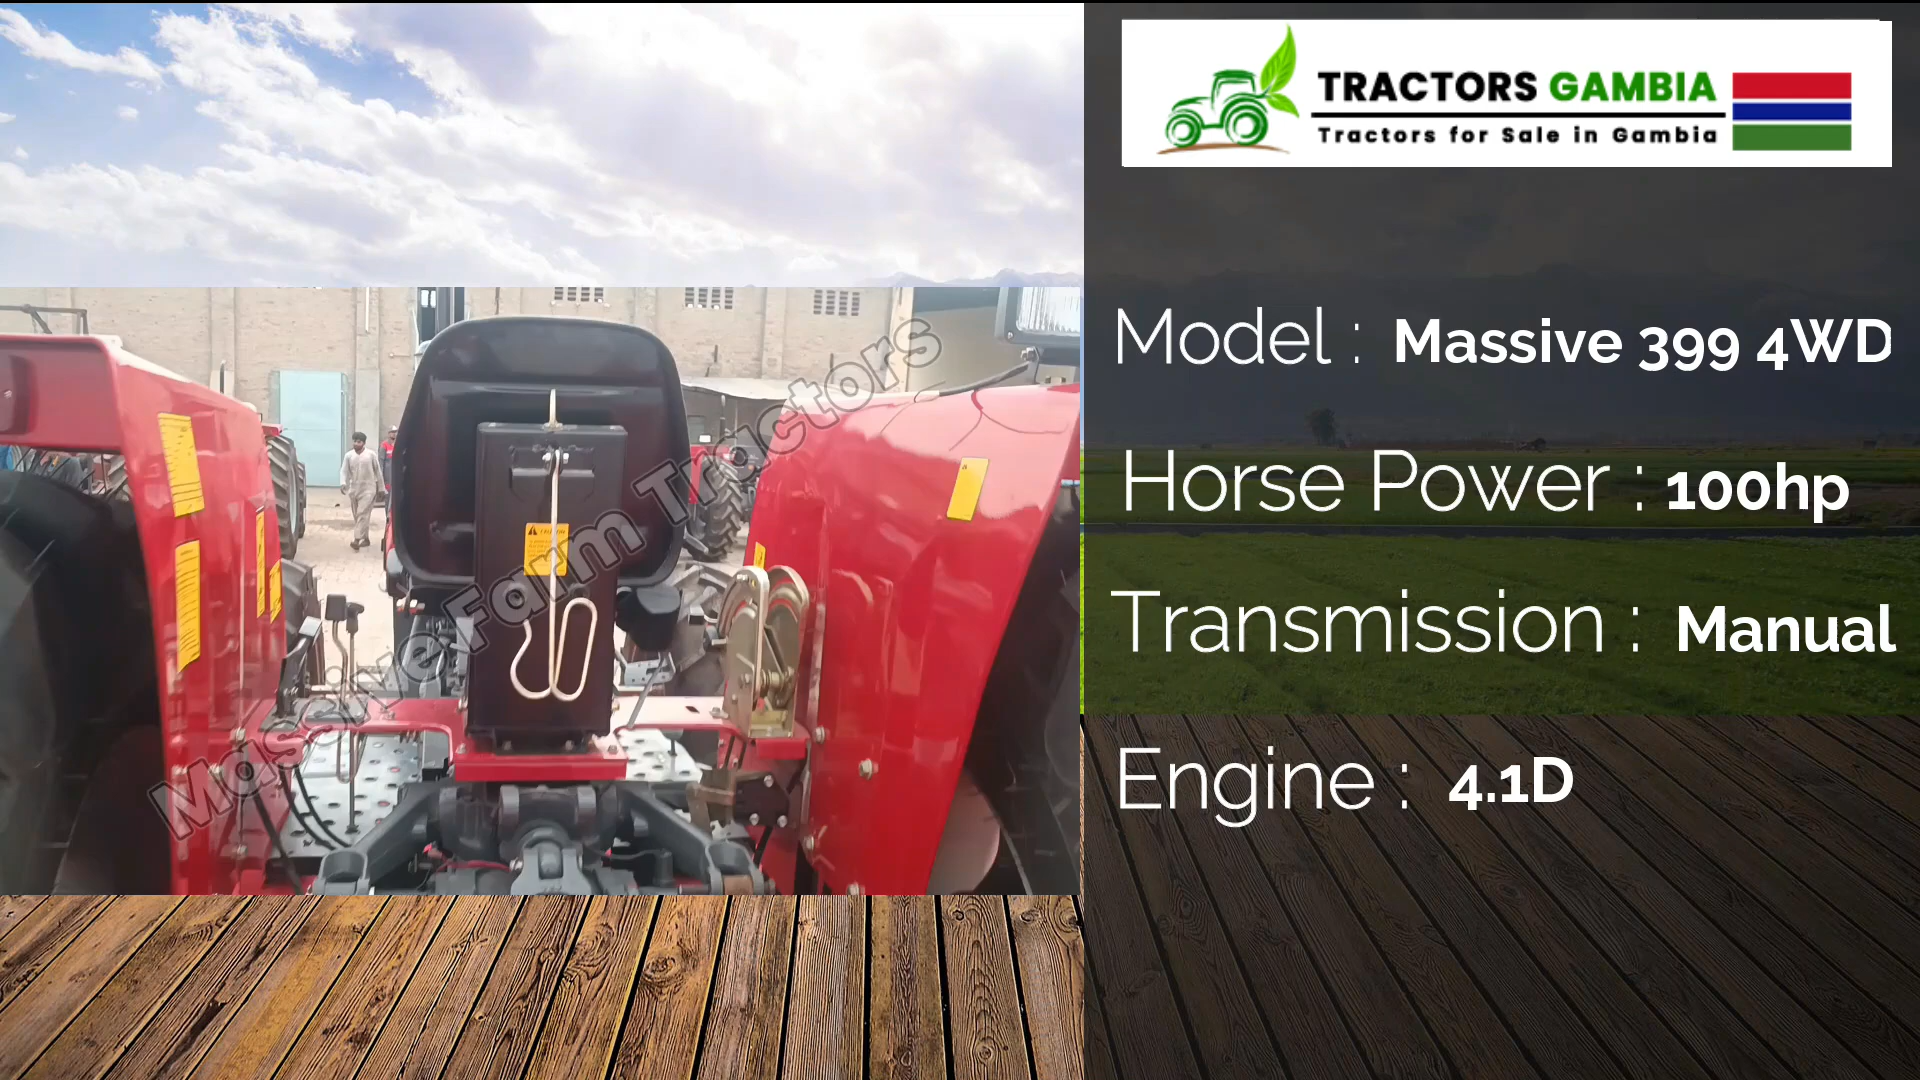 TRACTORS GAMBIA
Tractors for Sale in Gambia
Model : Massive 399 4WD
Horse Power : 100hp
Transmission : Manual
Engine : 4.1D
Massive Farm Tractors